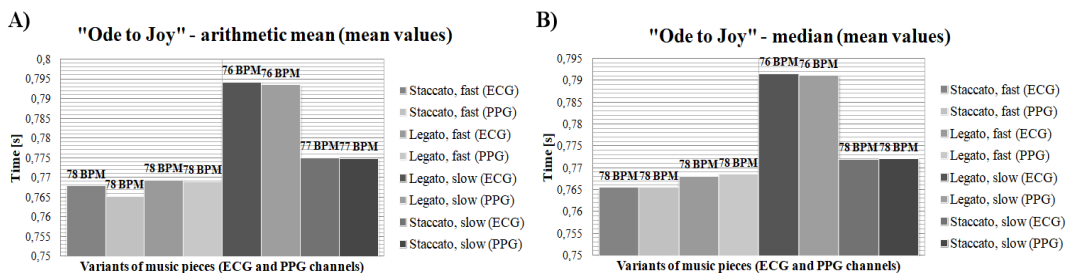 A)
"Ode to Joy" - arithmetic mean (mean values)
Time [s]
0,8
0,795
0,79
0,785
0,78
0,775
0,77
0,765
0,76
0,755
0,75
78 BPM
78 BPM
78 BPM
78 BPM
76 BPM
76 BPM
77 BPM
77 BPM
Variants of music pieces (ECG and PPG channels)
Staccato, fast (ECG)
Staccato, fast (PPG)
Legato, fast (ECG)
Legato, fast (PPG)
Legato, slow (ECG)
Legato, slow (PPG)
Staccato, slow (ECG)
Staccato, slow (PPG)
B)
"Ode to Joy" - median (mean values)
Time [s]
0,795
0,79
0,785
0,78
0,775
0,77
0,765
0,76
0,755
0,75
78 BPM
78 BPM
78 BPM
78 BPM
76 BPM
76 BPM
78 BPM
78 BPM
Variants of music pieces (ECG and PPG channels)
Staccato, fast (ECG)
Staccato, fast (PPG)
Legato, fast (ECG)
Legato, fast (PPG)
Legato, slow (ECG)
Legato, slow (PPG)
Staccato, slow (ECG)
Staccato, slow (PPG)